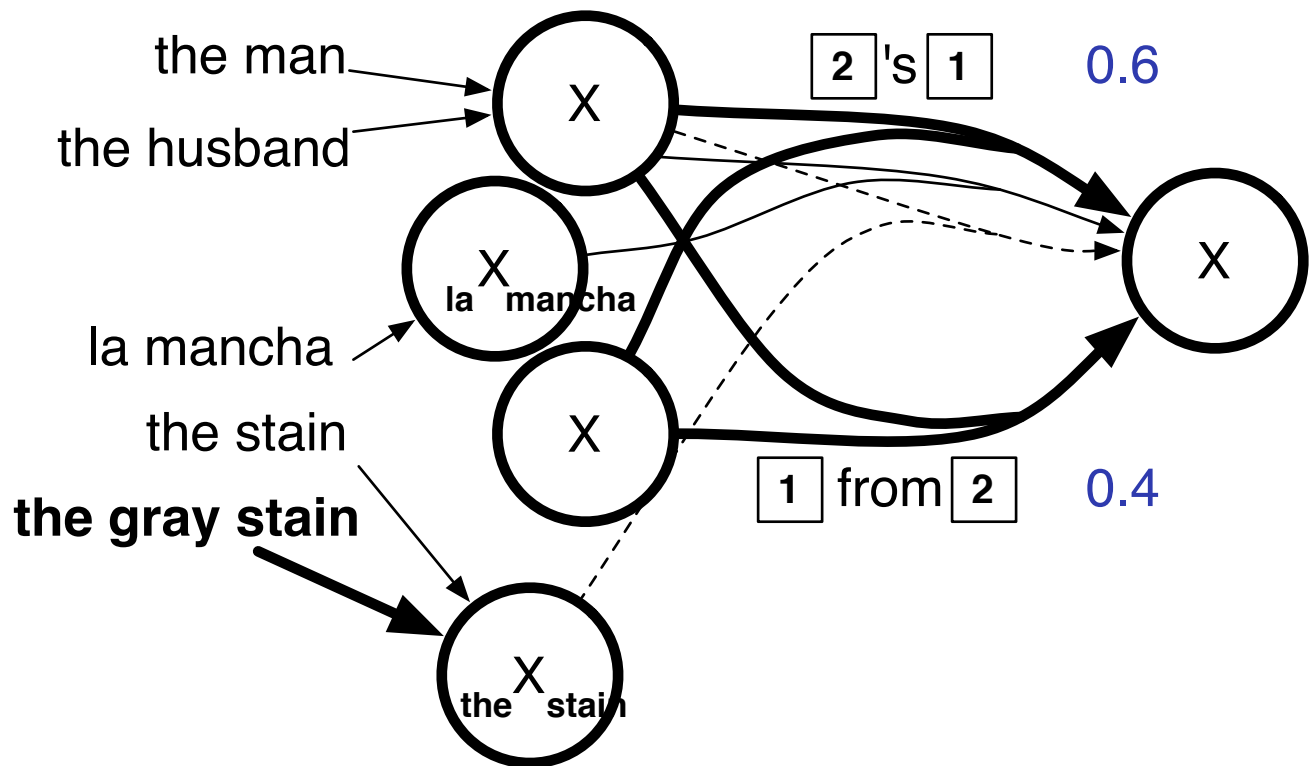 the man
the husband
X
2 's 1 0.6
X
la mancha
X
la mancha
the stain
the gray stain
X
1 from 2 0.4
X
the stain